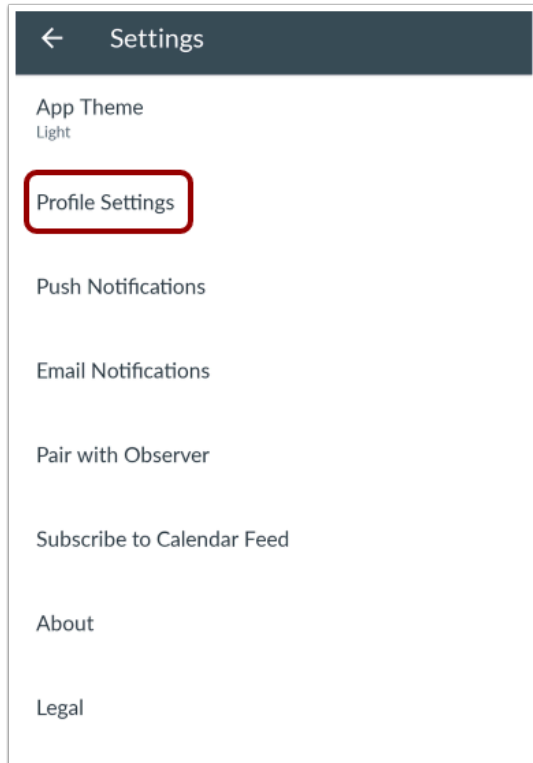 Settings
App Theme
Light
Profile Settings
Push Notifications
Email Notifications
Pair with Observer
Subscribe to Calendar Feed
About
Legal